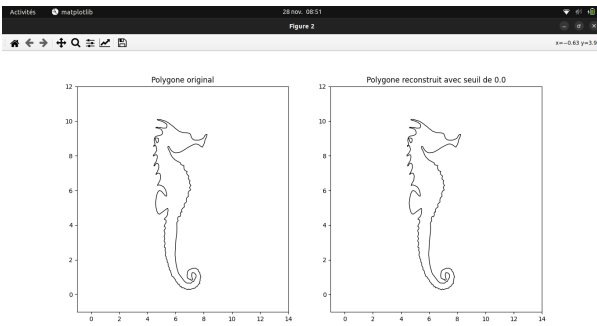 Activités matplotlib 28 nov. 08:51
Figure 2
x=−0.63 y=3.9
Polygone original
Polygone reconstruit avec seuil de 0.0
12
10
8
6
4
2
0
0 2 4 6 8 10 12 14
12
10
8
6
4
2
0
0 2 4 6 8 10 12 14